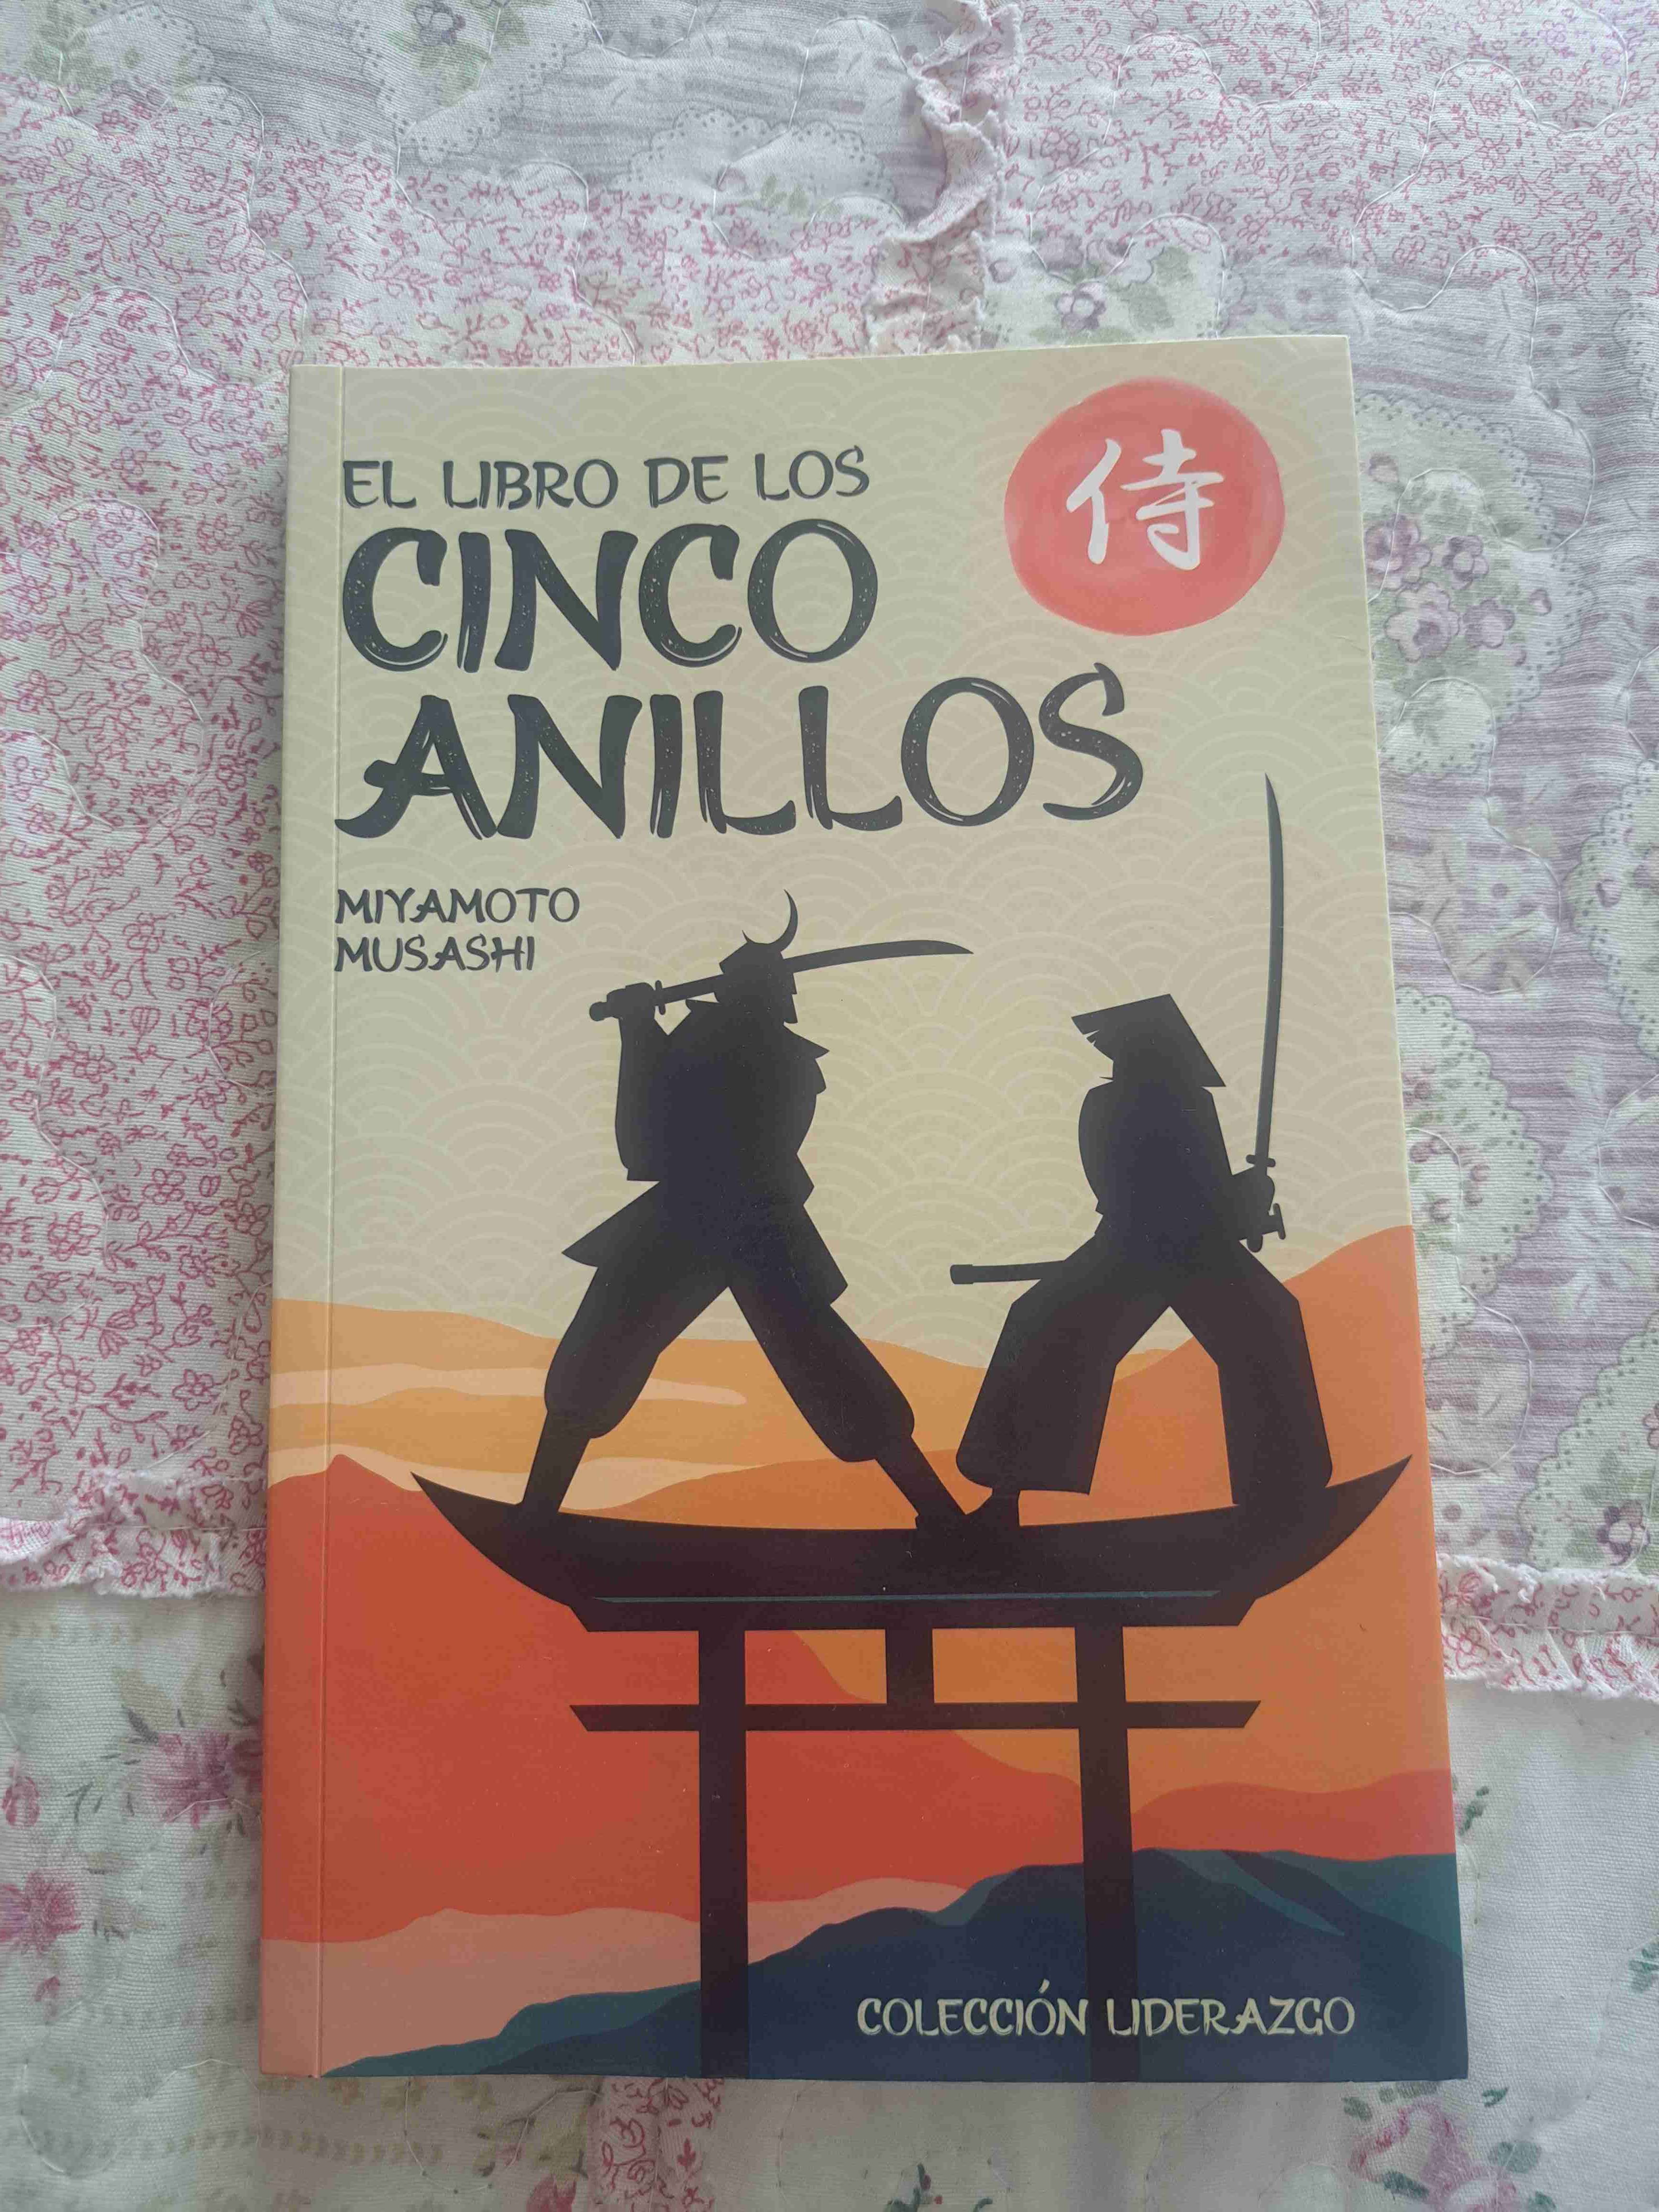 侍
EL LIBRO DE LOS
CINCO
ANILLOS
MIYAMOTO
MUSASHI
COLECCIÓN LIDERAZGO